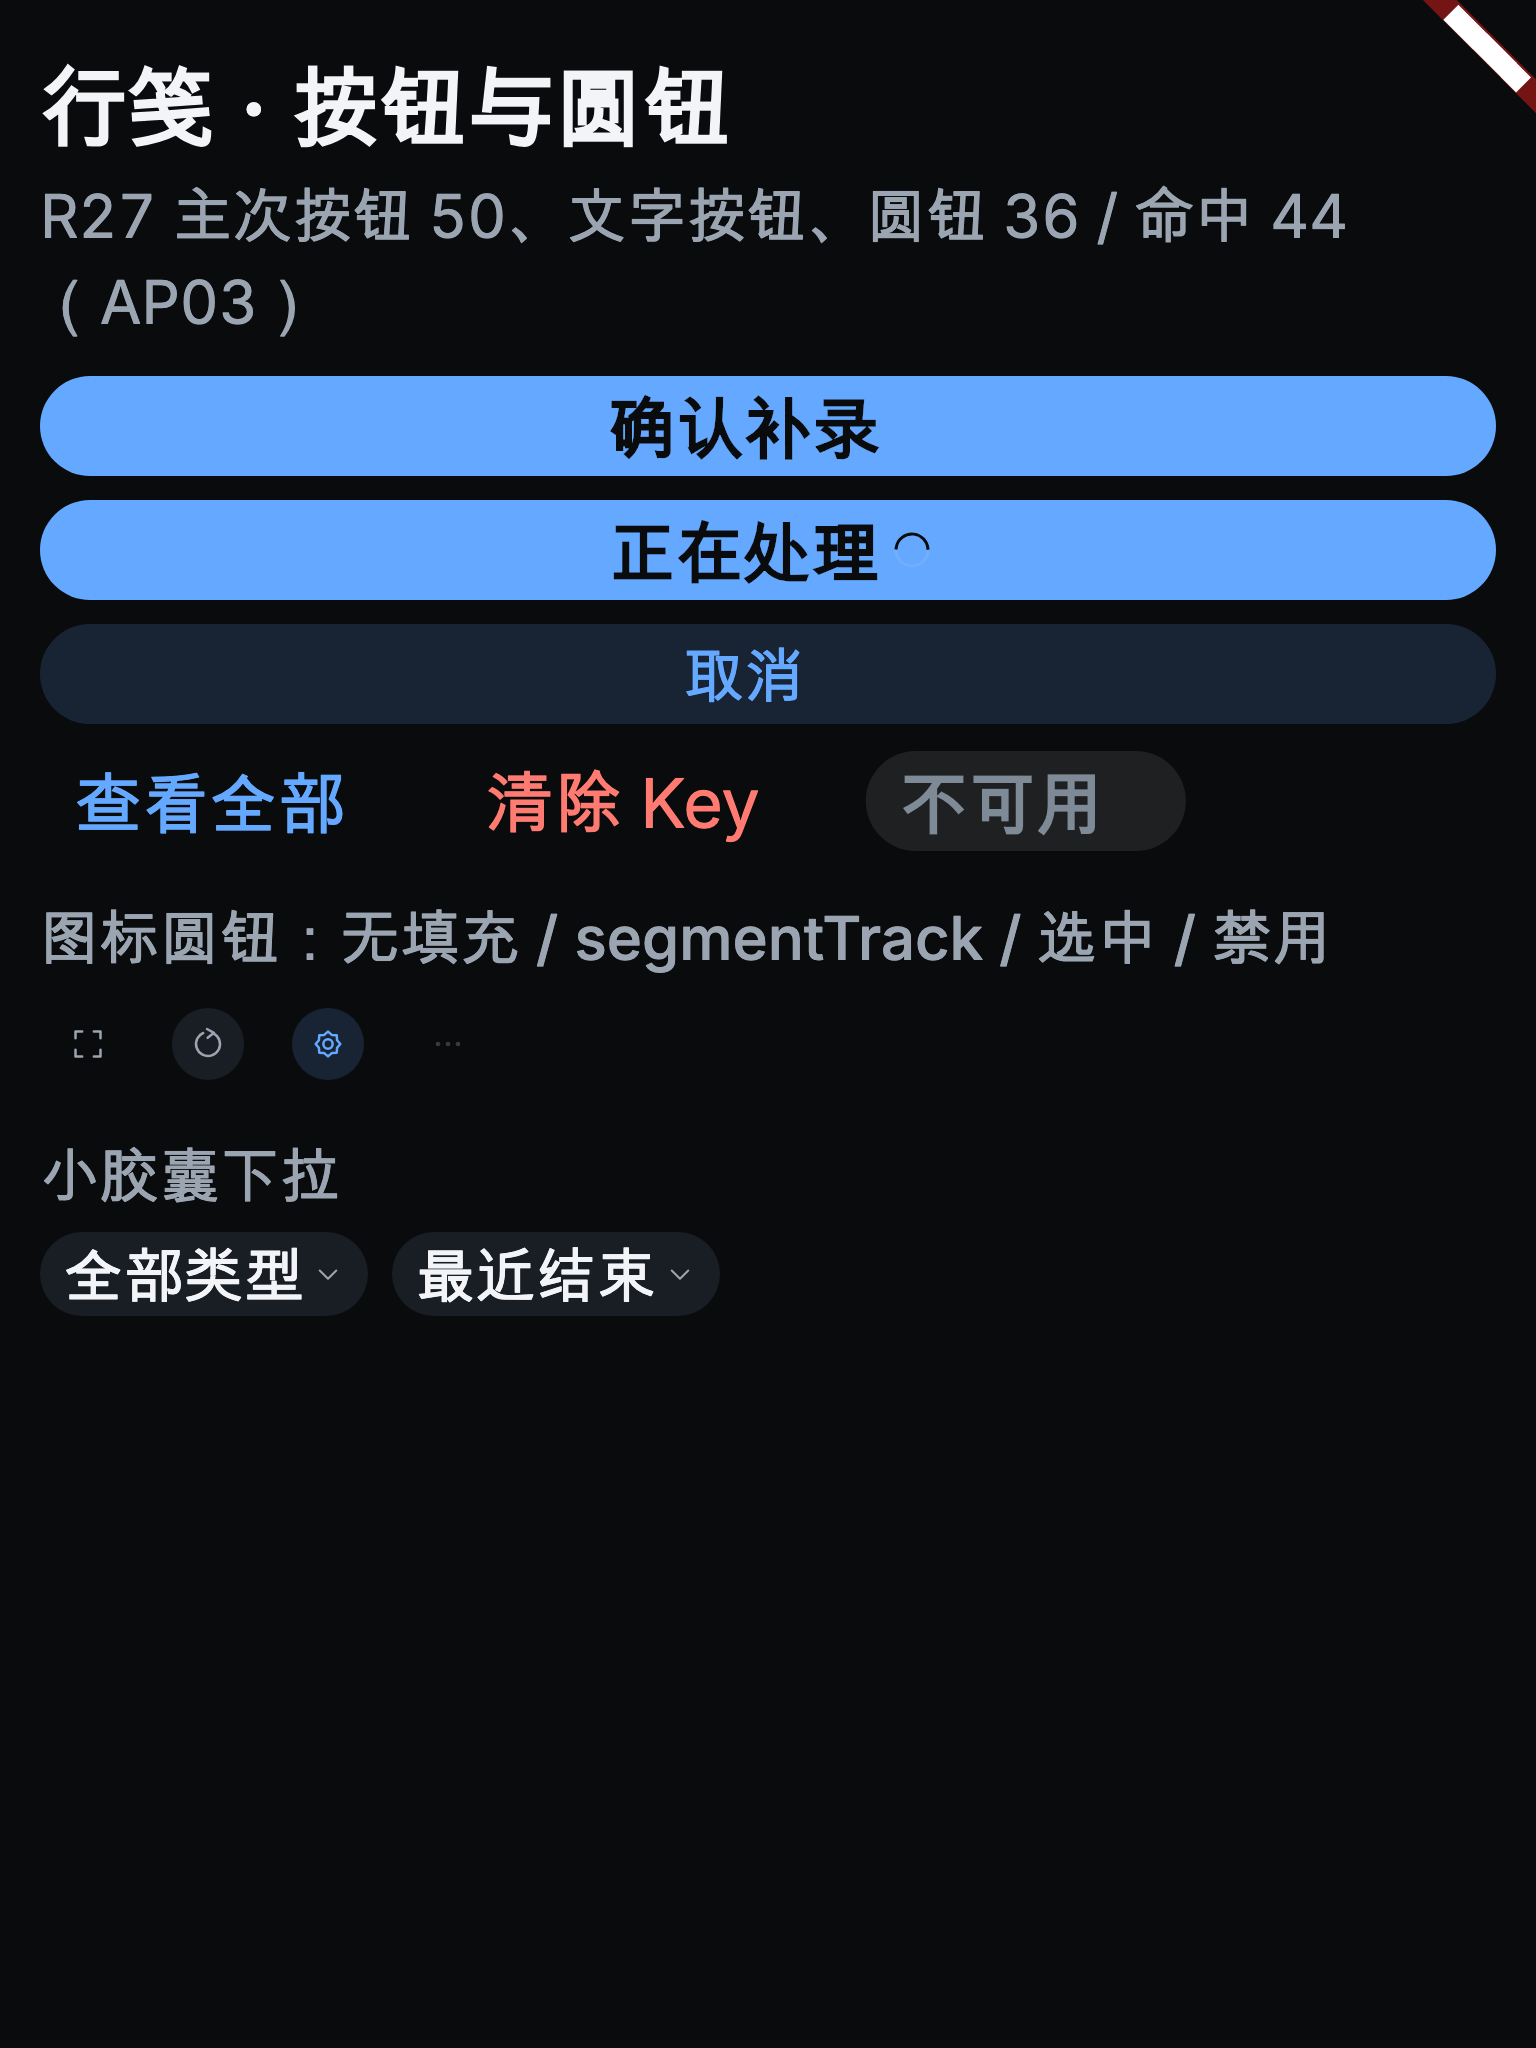 行笺 · 按钮与圆钮
R27 主次按钮 50、文字按钮、圆钮 36 / 命中 44
（AP03）
确认补录
正在处理
取消
查看全部
清除 Key
不可用
图标圆钮：无填充 / segmentTrack / 选中 / 禁用
小胶囊下拉
全部类型
最近结束